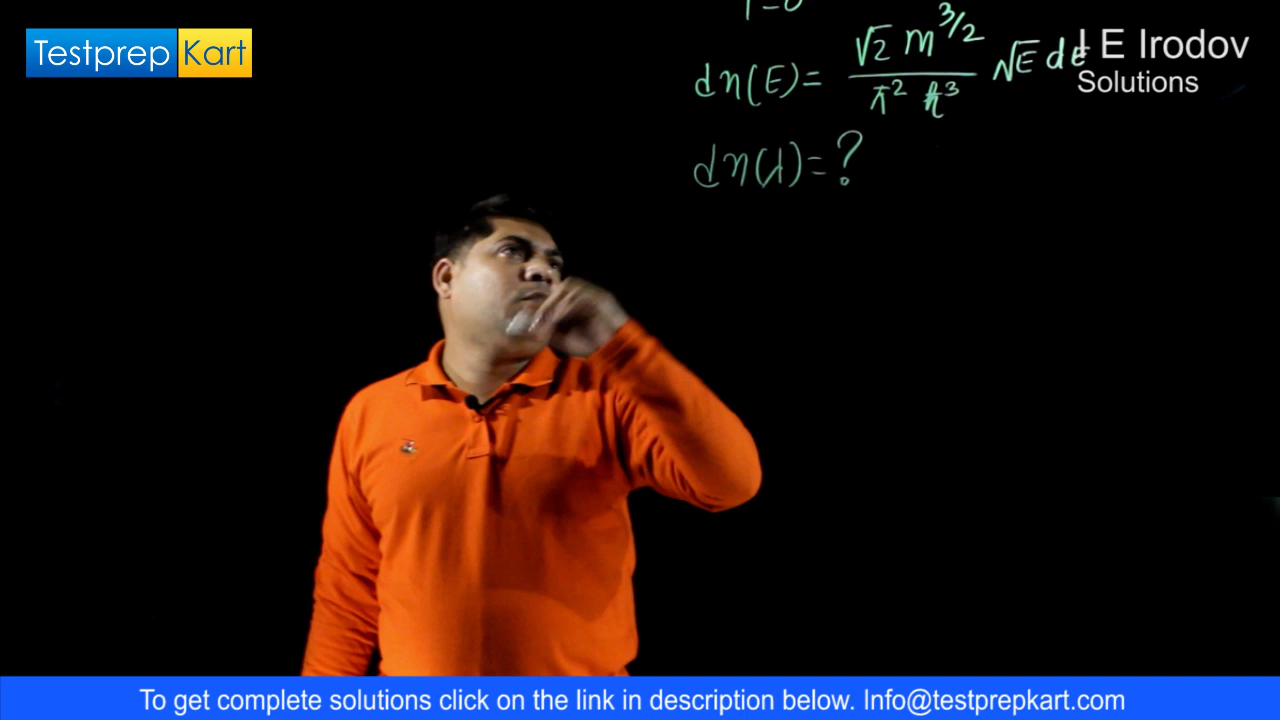 Testprep Kart
T=0
dn(E) = √2 m^3/2 / π² ħ³ √E dE
I E Irodov
Solutions
dn(λ) = ?
To get complete solutions click on the link in description below. Info@testprepkart.com